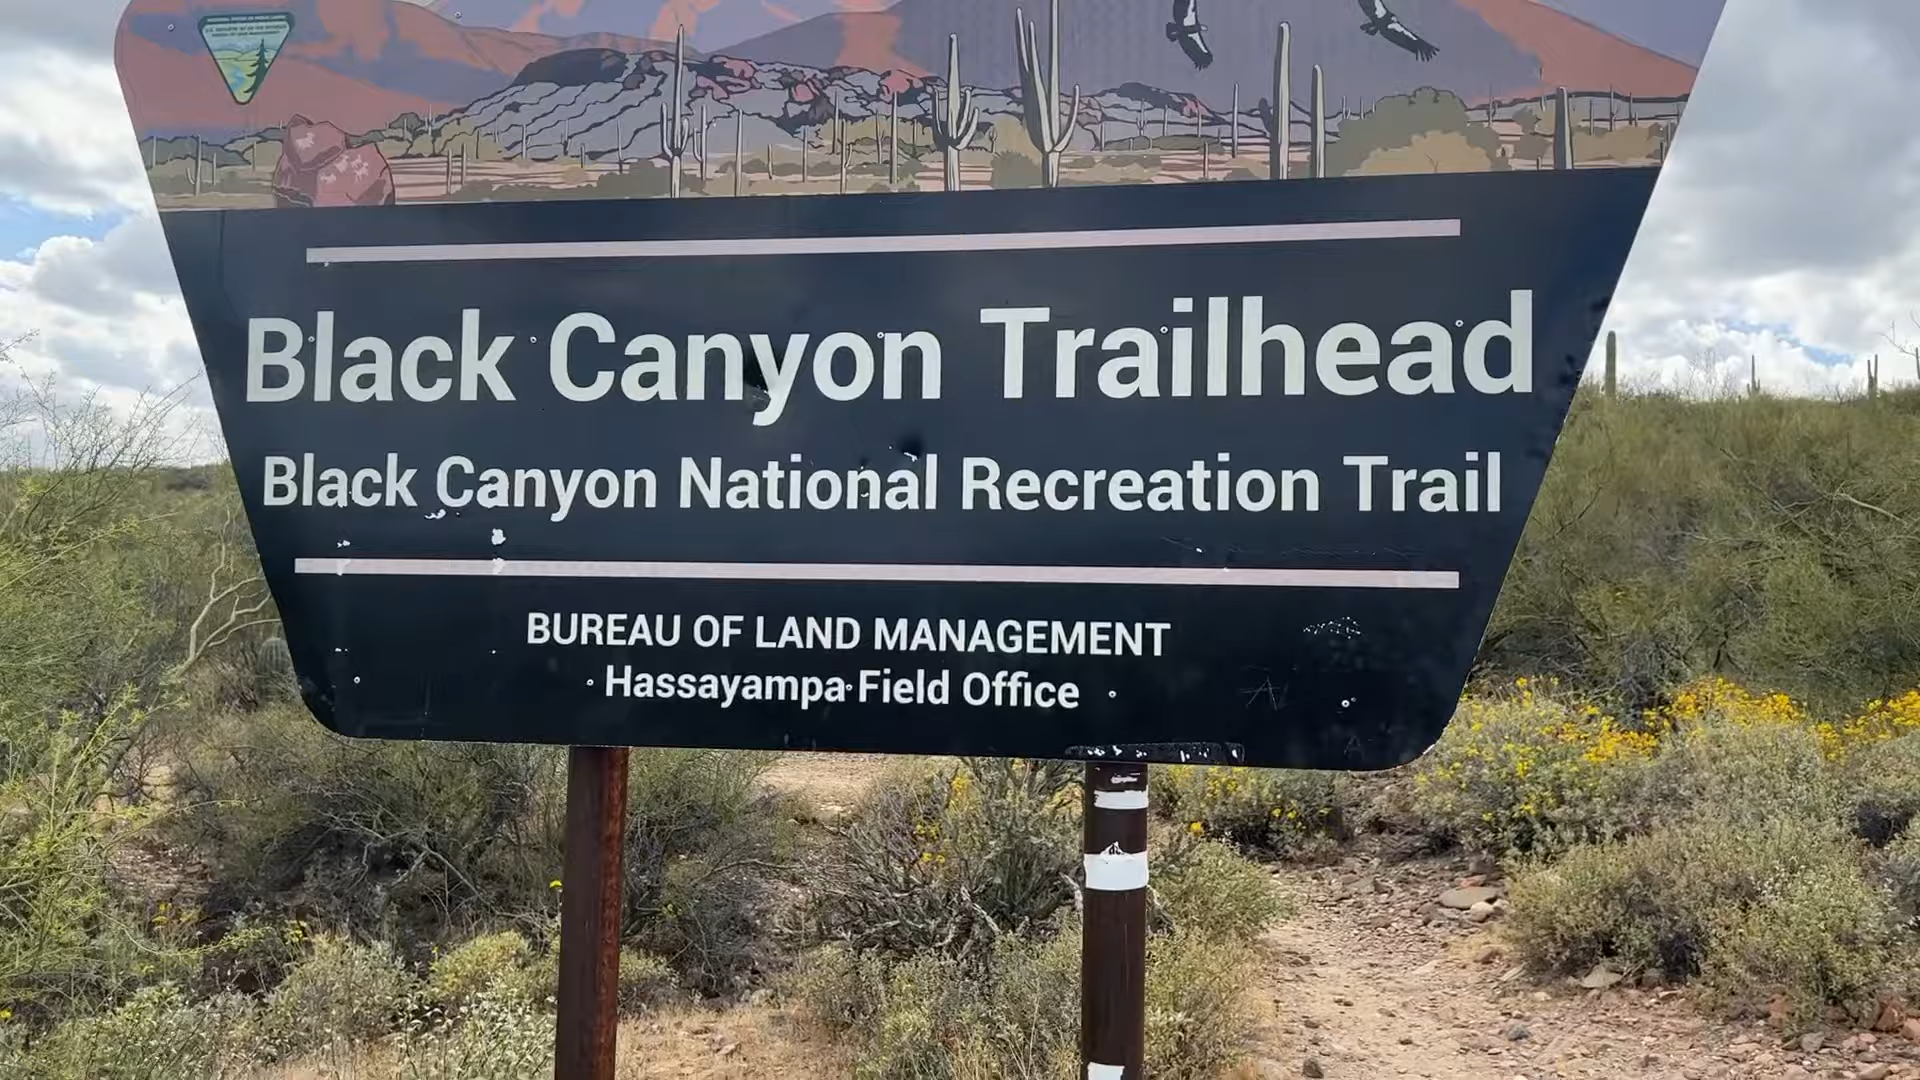 Black Canyon Trailhead
Black Canyon National Recreation Trail
BUREAU OF LAND MANAGEMENT
Hassayampa Field Office